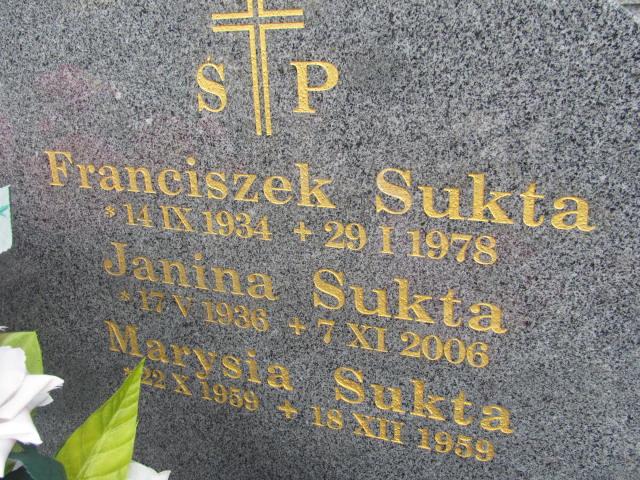 Ś P
Franciszek Sukta
* 14 IX 1934 + 29 I 1978
Janina Sukta
* 17 V 1936 + 7 XI 2006
Marysia Sukta
* 22 X 1959 + 18 XII 1959